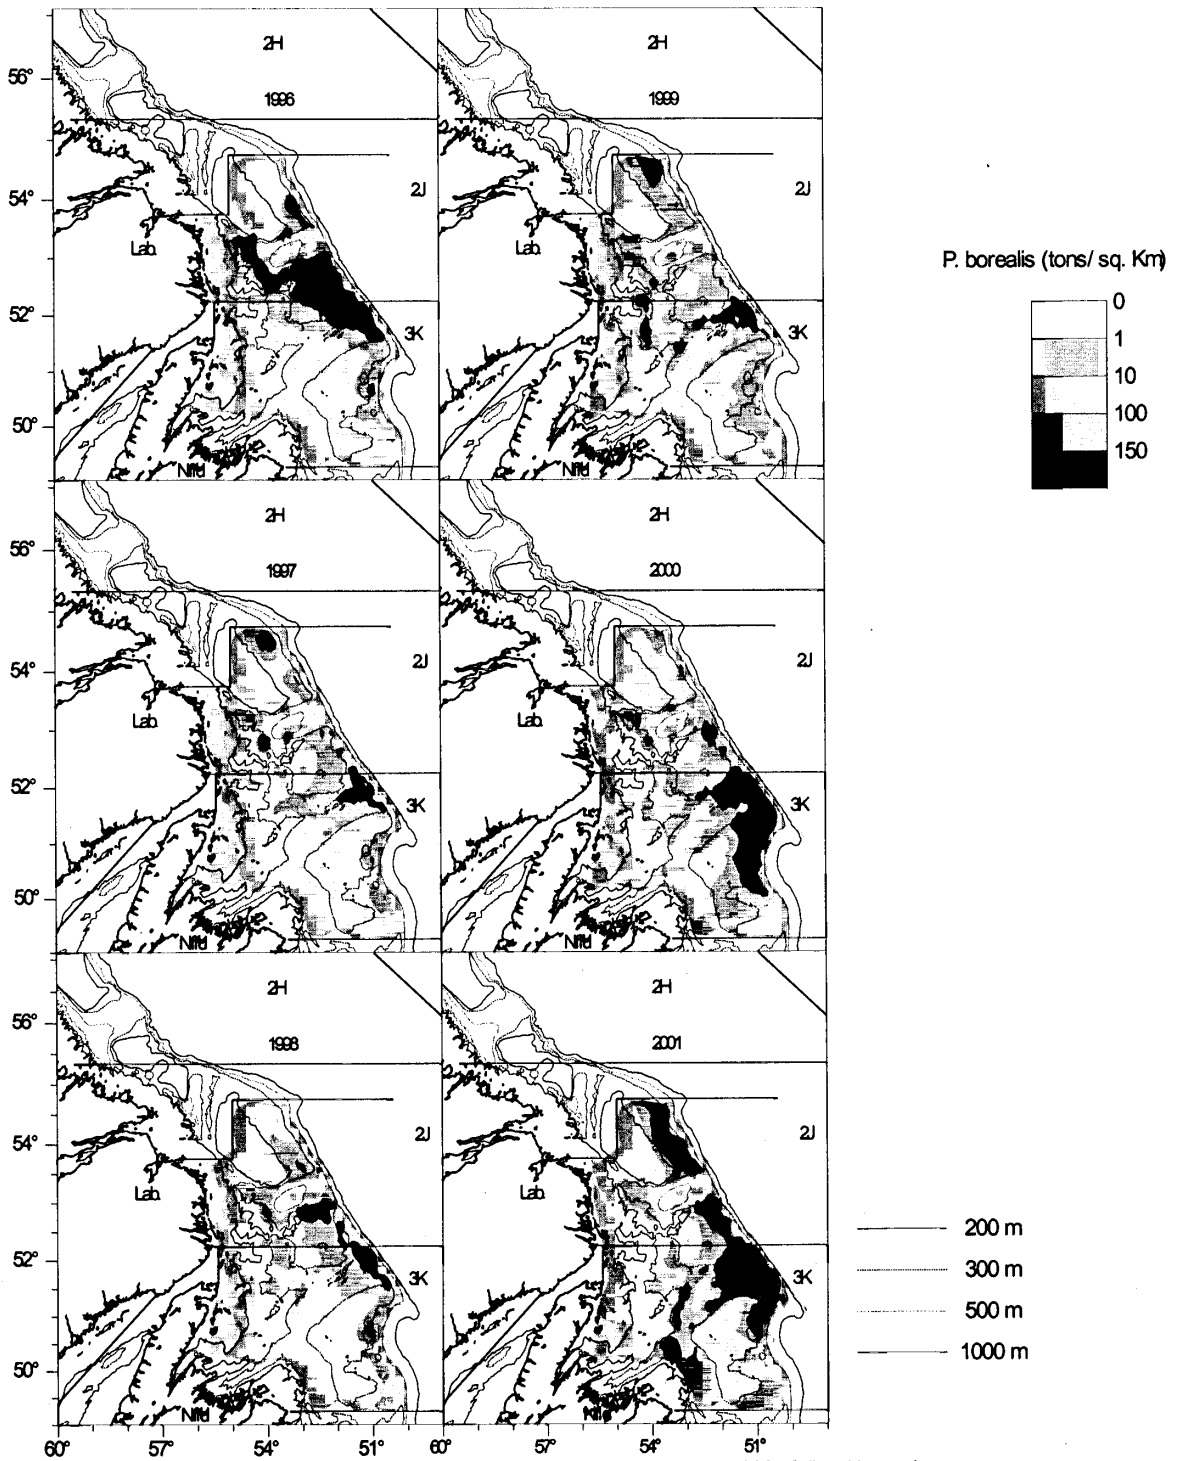 2H
1996
2J
Lab.
3K
Nfld
56°
54°
52°
50°
2H
1999
2J
Lab.
3K
Nfld
P. borealis (tons/ sq. Km)
0
1
10
100
150
2H
1997
2J
Lab.
3K
Nfld
56°
54°
52°
50°
2H
2000
2J
Lab.
3K
Nfld
2H
1998
2J
Lab.
3K
Nfld
56°
54°
52°
50°
2H
2001
2J
Lab.
3K
Nfld
200 m
300 m
500 m
1000 m
60° 57° 54° 51° 60° 57° 54° 51°